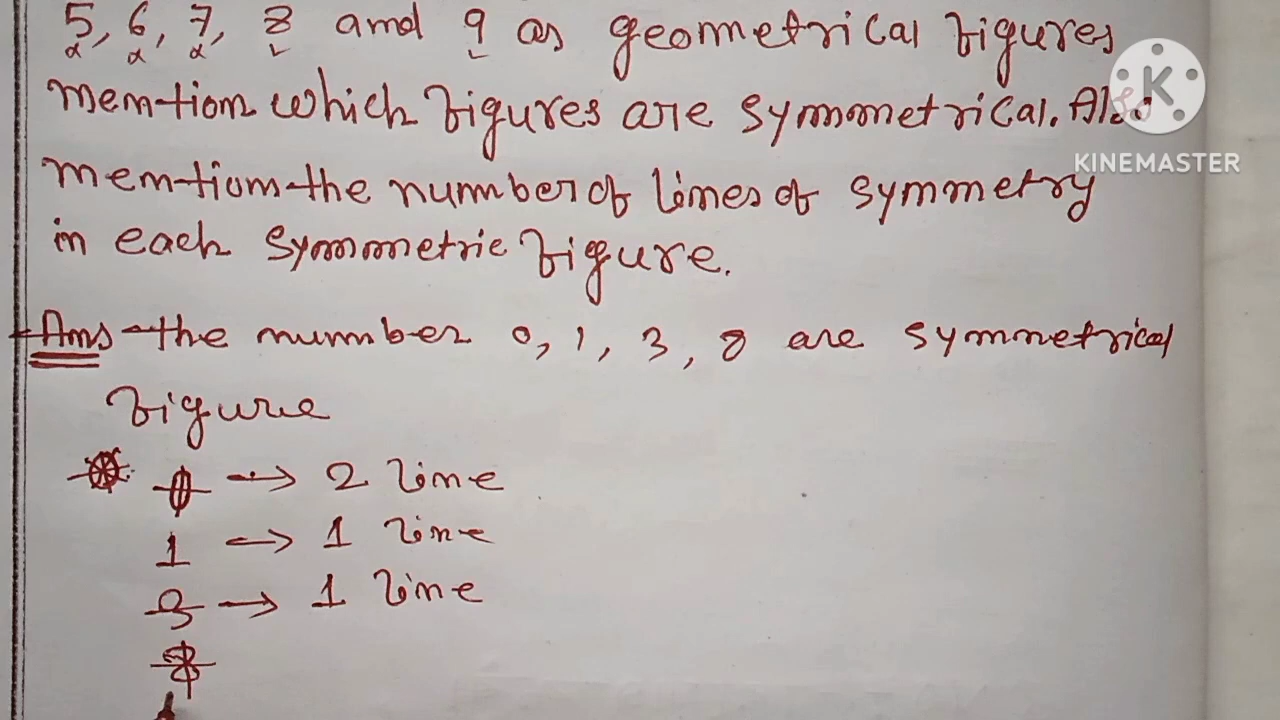 5, 6, 7, 8 and 9 as geometrical figures
mention which figures are symmetrical. Also
mention the number of lines of symmetry
in each symmetric figure.
Ans - the number 0, 1, 3, 8 are symmetrical
figure
0 → 2 line
1 → 1 line
3 → 1 line
8
K
KINEMASTER